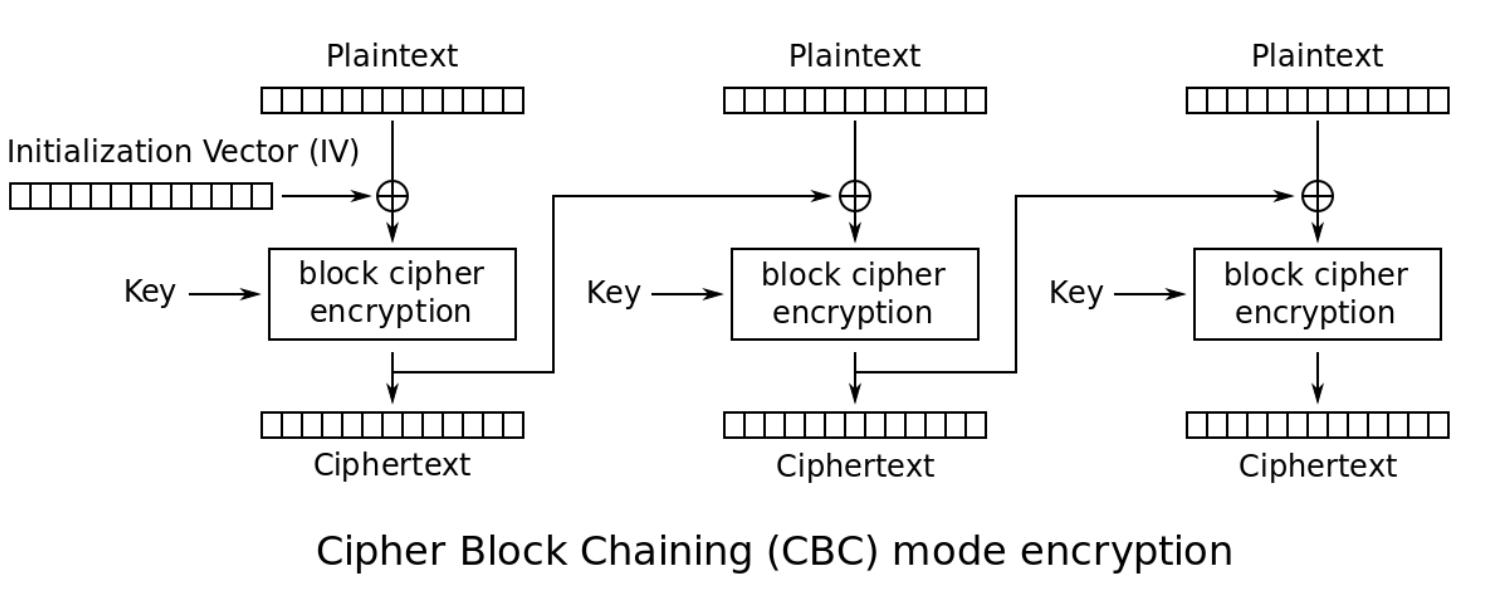 Plaintext
Plaintext
Plaintext
Initialization Vector (IV)
Key
block cipher
encryption
Key
block cipher
encryption
Key
block cipher
encryption
Ciphertext
Ciphertext
Ciphertext
Cipher Block Chaining (CBC) mode encryption